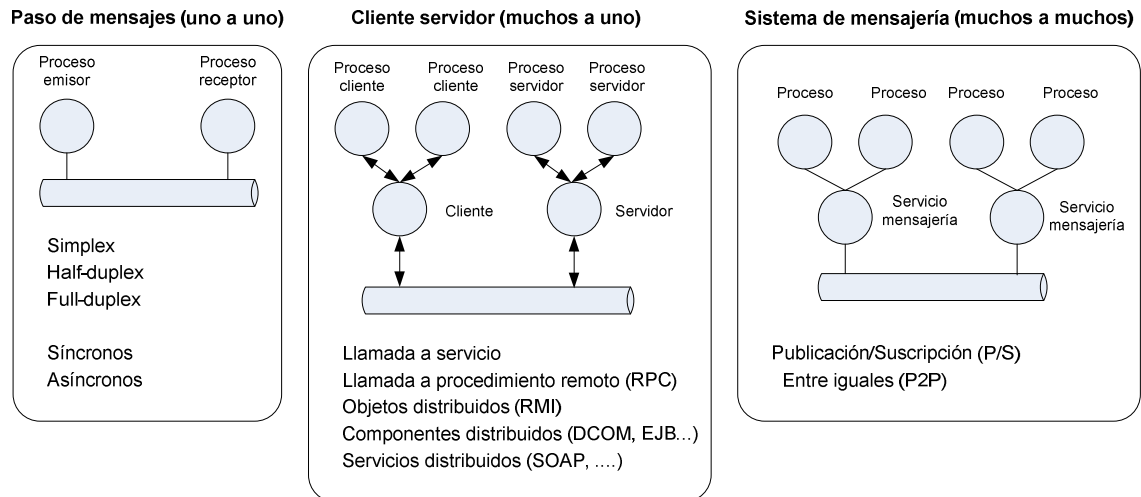 Paso de mensajes (uno a uno)
Proceso
emisor
Proceso
receptor
Simplex
Half-duplex
Full-duplex
Síncronos
Asíncronos
Cliente servidor (muchos a uno)
Proceso
cliente
Proceso
cliente
Proceso
servidor
Proceso
servidor
Cliente
Servidor
Llamada a servicio
Llamada a procedimiento remoto (RPC)
Objetos distribuidos (RMI)
Componentes distribuidos (DCOM, EJB...)
Servicios distribuidos (SOAP, ....)
Sistema de mensajería (muchos a muchos)
Proceso
Proceso
Proceso
Proceso
Servicio
mensajería
Servicio
mensajería
Publicación/Suscripción (P/S)
Entre iguales (P2P)